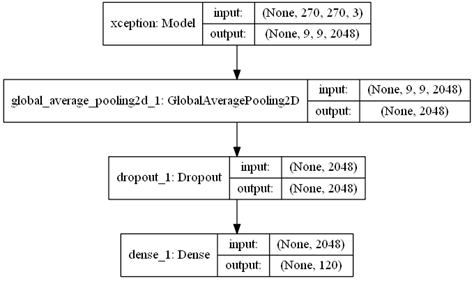 xception: Model
input: (None, 270, 270, 3)
output: (None, 9, 9, 2048)
global_average_pooling2d_1: GlobalAveragePooling2D
input: (None, 9, 9, 2048)
output: (None, 2048)
dropout_1: Dropout
input: (None, 2048)
output: (None, 2048)
dense_1: Dense
input: (None, 2048)
output: (None, 120)